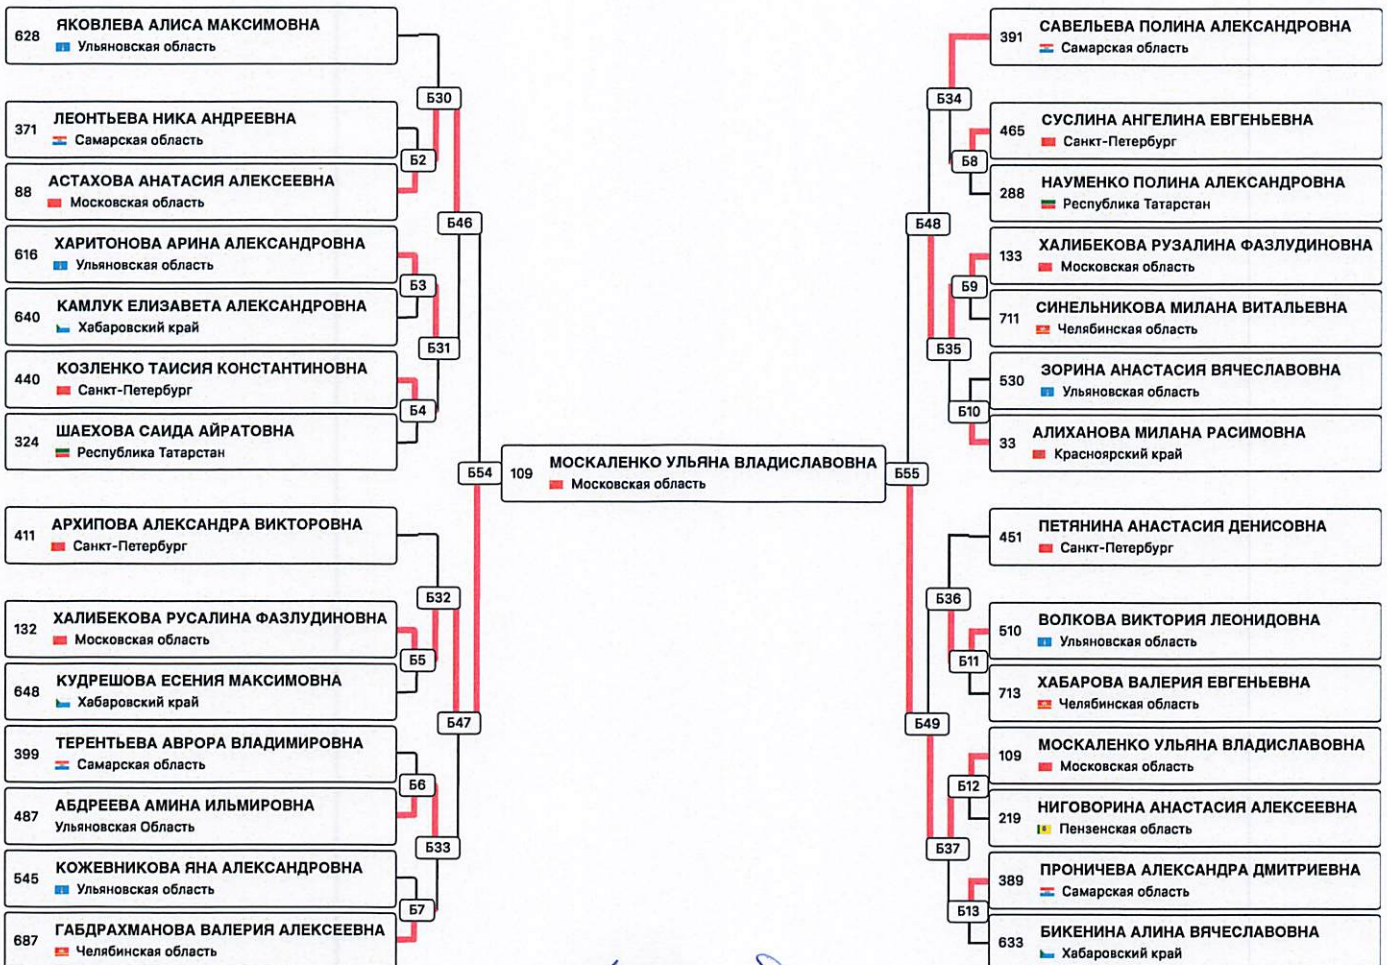 628 ЯКОВЛЕВА АЛИСА МАКСИМОВНА
Ульяновская область
Б30
371 ЛЕОНТЬЕВА НИКА АНДРЕЕВНА
Самарская область
Б2
88 АСТАХОВА АНАТАСИЯ АЛЕКСЕЕВНА
Московская область
Б46
616 ХАРИТОНОВА АРИНА АЛЕКСАНДРОВНА
Ульяновская область
Б3
640 КАМЛУК ЕЛИЗАВЕТА АЛЕКСАНДРОВНА
Хабаровский край
Б31
440 КОЗЛЕНКО ТАИСИЯ КОНСТАНТИНОВНА
Санкт-Петербург
Б4
324 ШАЕХОВА САИДА АЙРАТОВНА
Республика Татарстан
Б54
411 АРХИПОВА АЛЕКСАНДРА ВИКТОРОВНА
Санкт-Петербург
Б32
132 ХАЛИБЕКОВА РУСАЛИНА ФАЗЛУДИНОВНА
Московская область
Б5
648 КУДРЕШОВА ЕСЕНИЯ МАКСИМОВНА
Хабаровский край
Б47
399 ТЕРЕНТЬЕВА АВРОРА ВЛАДИМИРОВНА
Самарская область
Б6
487 АБДРЕЕВА АМИНА ИЛЬМИРОВНА
Ульяновская Область
Б33
545 КОЖЕВНИКОВА ЯНА АЛЕКСАНДРОВНА
Ульяновская область
Б7
687 ГАБДРАХМАНОВА ВАЛЕРИЯ АЛЕКСЕЕВНА
Челябинская область
109 МОСКАЛЕНКО УЛЬЯНА ВЛАДИСЛАВОВНА
Московская область
391 САВЕЛЬЕВА ПОЛИНА АЛЕКСАНДРОВНА
Самарская область
Б34
465 СУСЛИНА АНГЕЛИНА ЕВГЕНЬЕВНА
Санкт-Петербург
Б8
288 НАУМЕНКО ПОЛИНА АЛЕКСАНДРОВНА
Республика Татарстан
Б48
133 ХАЛИБЕКОВА РУЗАЛИНА ФАЗЛУДИНОВНА
Московская область
Б9
711 СИНЕЛЬНИКОВА МИЛАНА ВИТАЛЬЕВНА
Челябинская область
Б35
530 ЗОРИНА АНАСТАСИЯ ВЯЧЕСЛАВОВНА
Ульяновская область
Б10
33 АЛИХАНОВА МИЛАНА РАСИМОВНА
Красноярский край
Б55
451 ПЕТЯНИНА АНАСТАСИЯ ДЕНИСОВНА
Санкт-Петербург
Б36
510 ВОЛКОВА ВИКТОРИЯ ЛЕОНИДОВНА
Ульяновская область
Б11
713 ХАБАРОВА ВАЛЕРИЯ ЕВГЕНЬЕВНА
Челябинская область
Б49
109 МОСКАЛЕНКО УЛЬЯНА ВЛАДИСЛАВОВНА
Московская область
Б12
219 НИГОВОРИНА АНАСТАСИЯ АЛЕКСЕЕВНА
Пензенская область
Б37
389 ПРОНИЧЕВА АЛЕКСАНДРА ДМИТРИЕВНА
Самарская область
Б13
633 БИКЕНИНА АЛИНА ВЯЧЕСЛАВОВНА
Хабаровский край